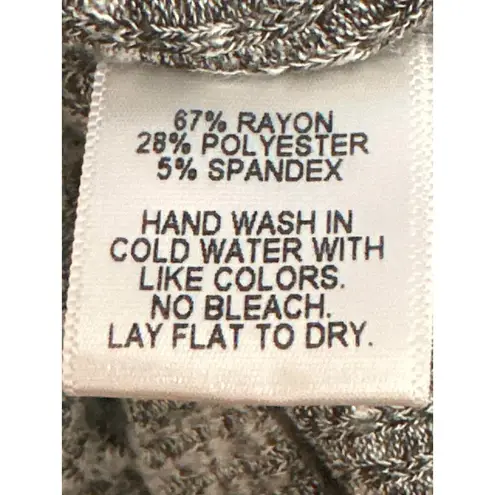 67% RAYON
28% POLYESTER
5% SPANDEX
HAND WASH IN
COLD WATER WITH
LIKE COLORS.
NO BLEACH.
LAY FLAT TO DRY.